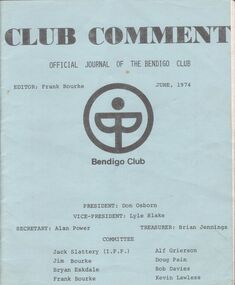 CLUB COMMENT
OFFICIAL JOURNAL OF THE BENDIGO CLUB
EDITOR: Frank Bourke JUNE, 1974
Bendigo Club
PRESIDENT: Don Osborn
VICE-PRESIDENT: Lyle Blake
SECRETARY: Alan Power TREASURER: Brian Jennings
COMMITTEE
Jack Slattery (I.P.P.) Alf Grierson
Jim Bourke Doug Pain
Bryan Eskdale Bob Davies
Frank Bourke Kevin Lawless